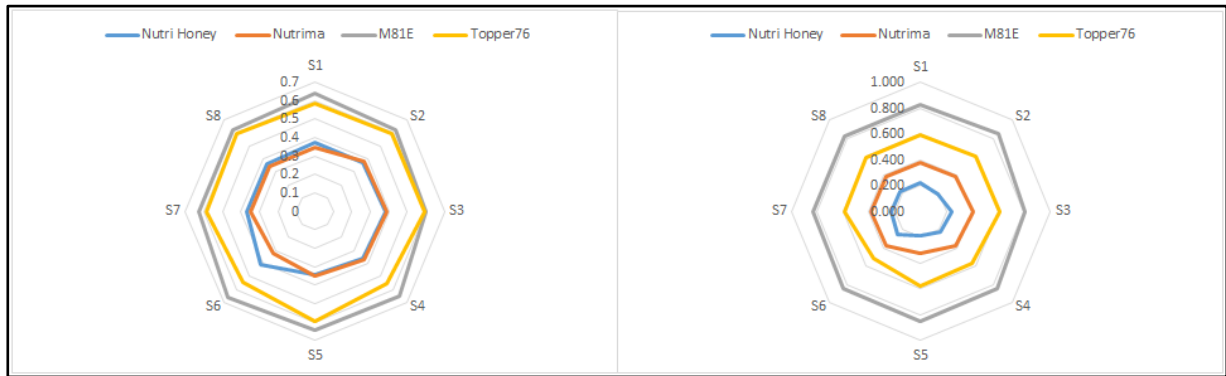 Nutri Honey Nutrima M81E Topper76
S1
0.7
0.6
0.5
0.4
0.3
0.2
0.1
0
S2
S3
S4
S5
S6
S7
S8
Nutri Honey Nutrima M81E Topper76
S1
1.000
0.800
0.600
0.400
0.200
0.000
S2
S3
S4
S5
S6
S7
S8